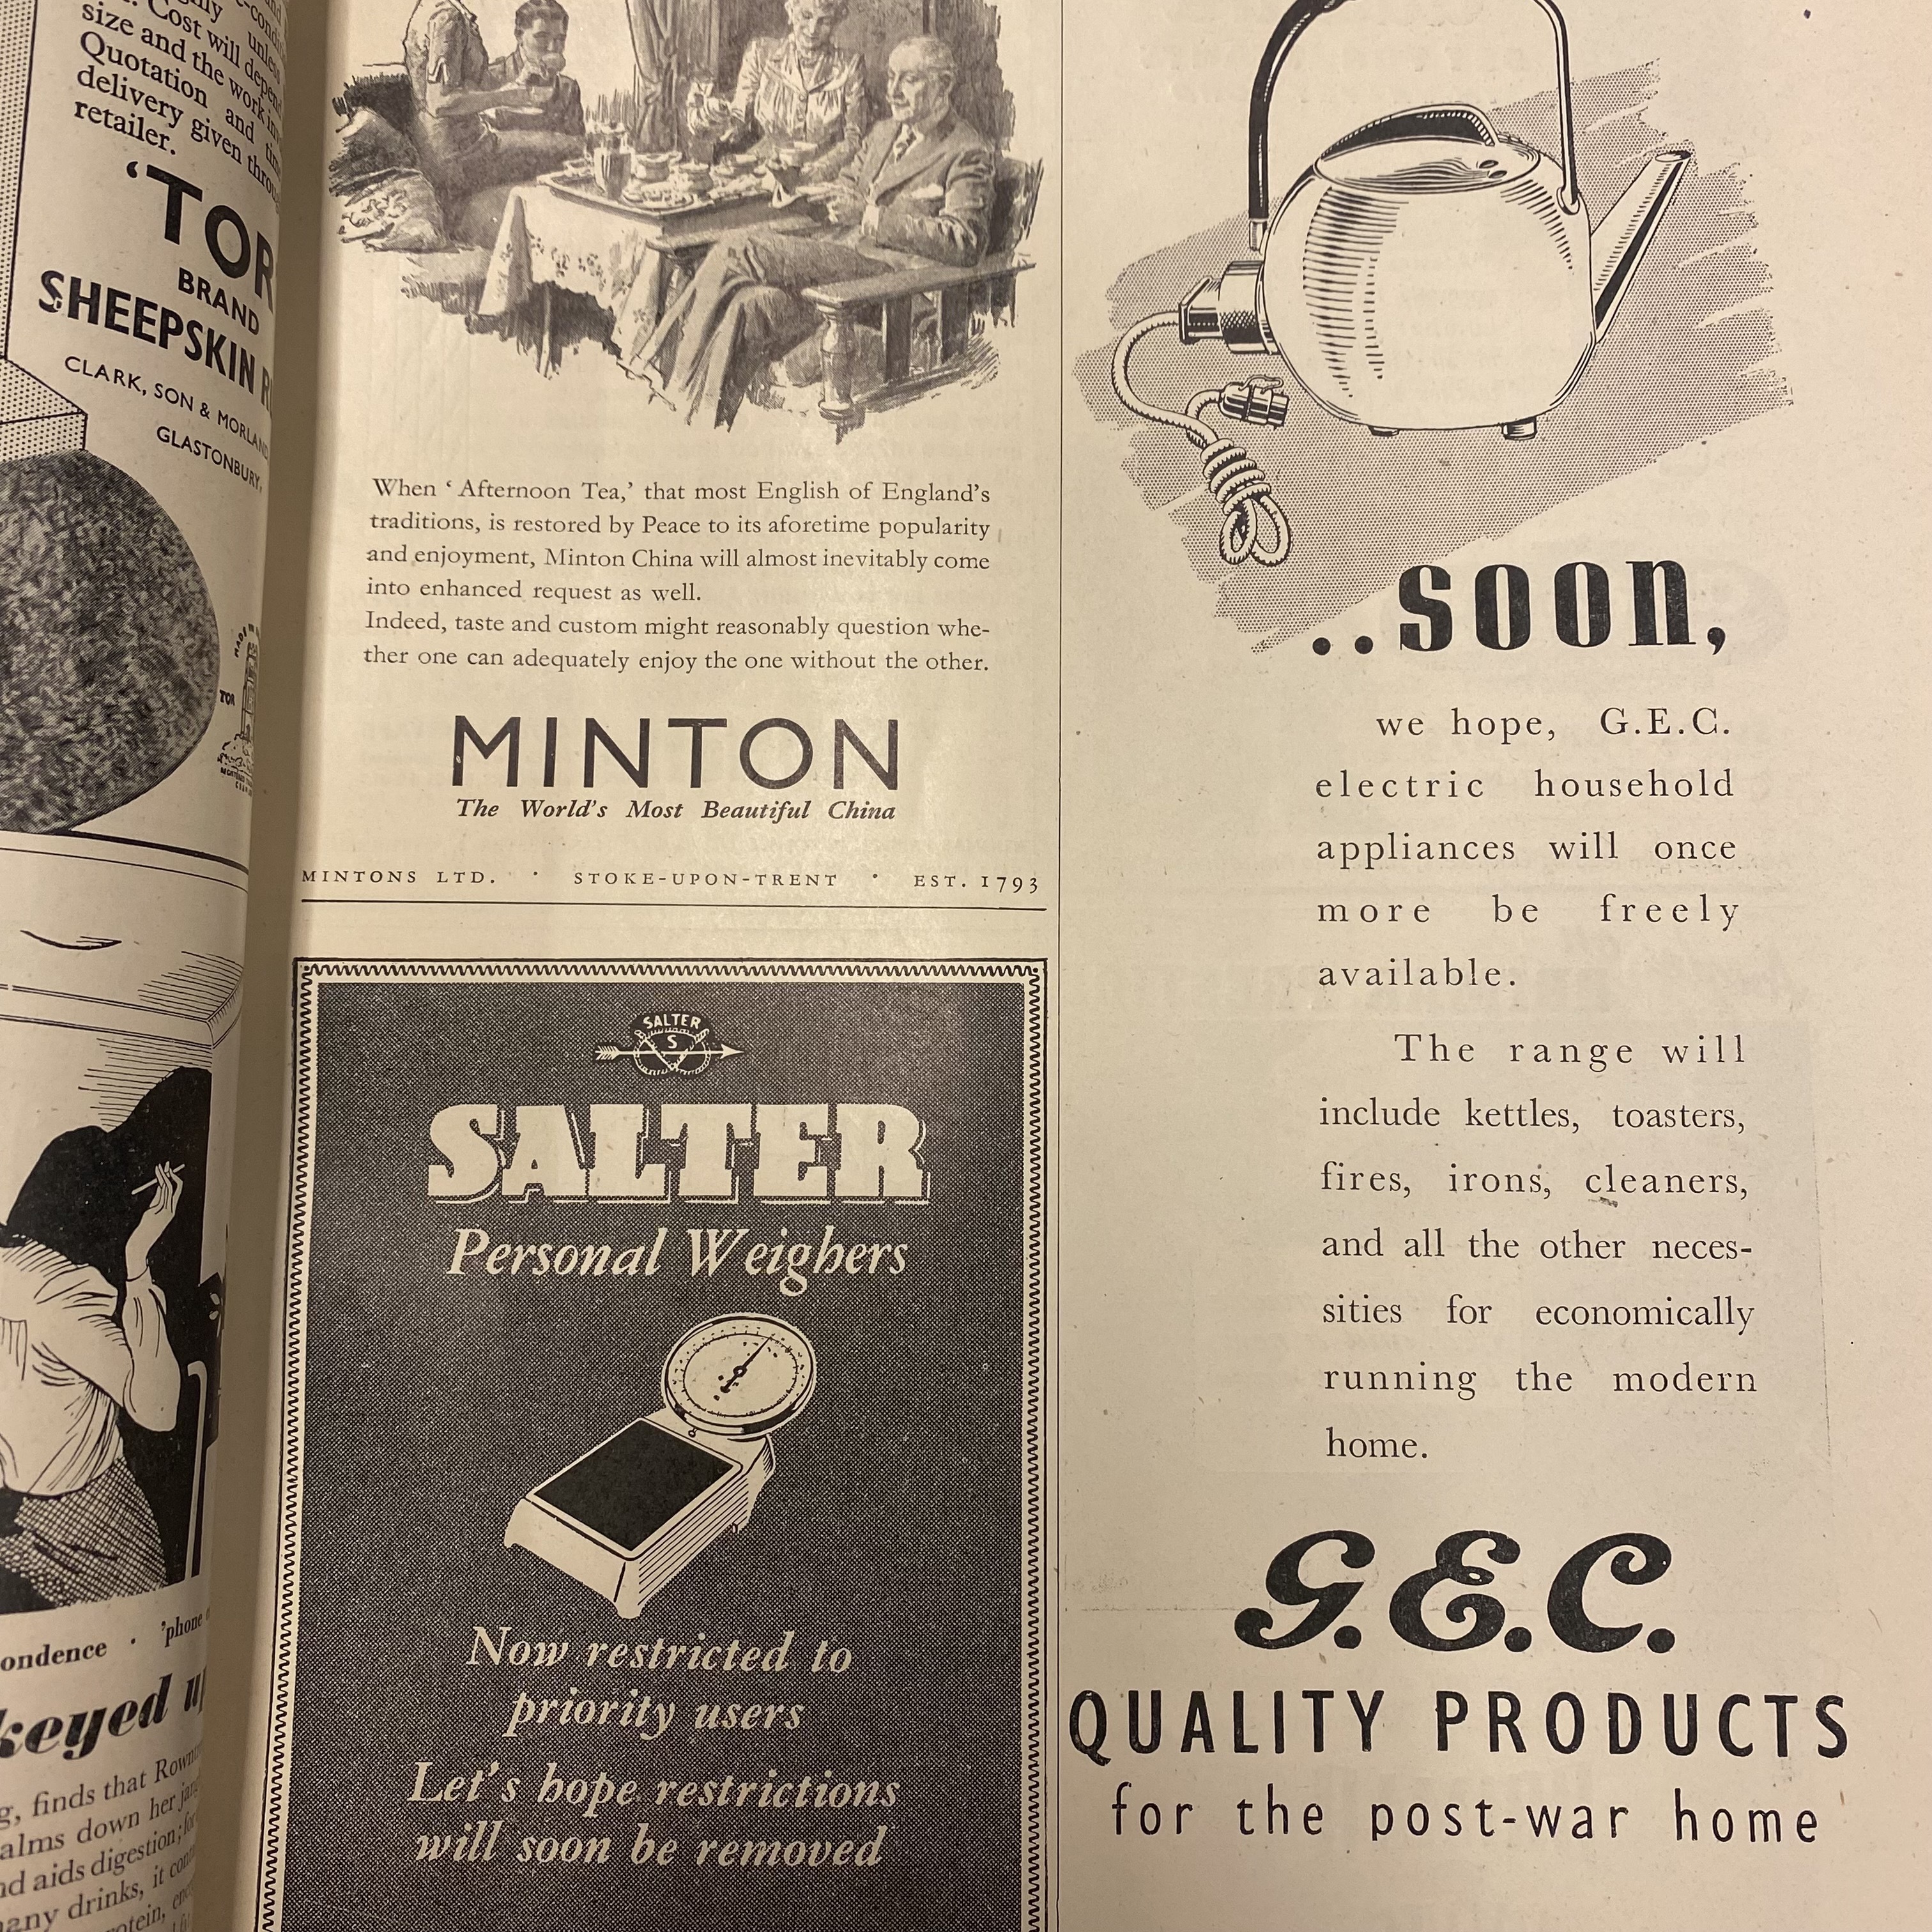 Cost will depend
size and the work
Quotation and
delivery given
retailer.
'TOR
BRAND
SHEEPSKIN
CLARK, SON & MORLAND
GLASTONBURY,
TOR
ondence · 'phone
keyed up
finds that
down her
aids digestion;
many drinks, it
When ‘Afternoon Tea,’ that most English of England’s
traditions, is restored by Peace to its aforetime popularity
and enjoyment, Minton China will almost inevitably come
into enhanced request as well.
Indeed, taste and custom might reasonably question whe-
ther one can adequately enjoy the one without the other.
MINTON
The World's Most Beautiful China
MINTONS LTD. · STOKE-UPON-TRENT · EST. 1793
SALTER
S
SALTER
Personal Weighers
Now restricted to
priority users
Let's hope restrictions
will soon be removed
..soon,
we hope, G.E.C.
electric household
appliances will once
more be freely
available.
The range will
include kettles, toasters,
fires, irons, cleaners,
and all the other neces-
sities for economically
running the modern
home.
G.E.C.
QUALITY PRODUCTS
for the post-war home